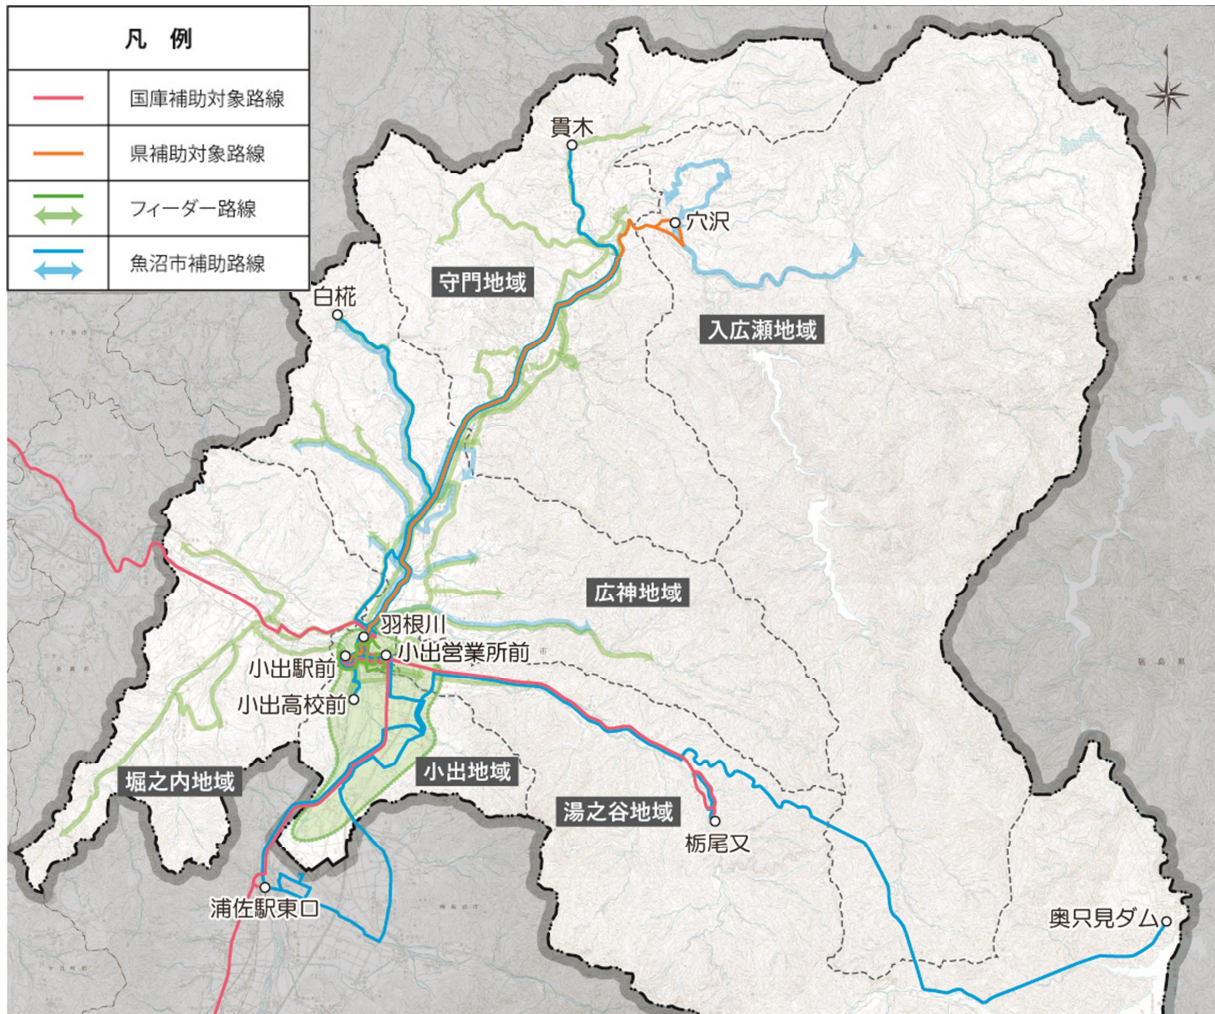 凡 例
国庫補助対象路線
県補助対象路線
フィーダー路線
魚沼市補助路線
貫木
穴沢
守門地域
白椛
入広瀬地域
広神地域
羽根川
小出営業所前
小出駅前
小出高校前
堀之内地域
小出地域
湯之谷地域
栃尾又
浦佐駅東口
奥只見ダム